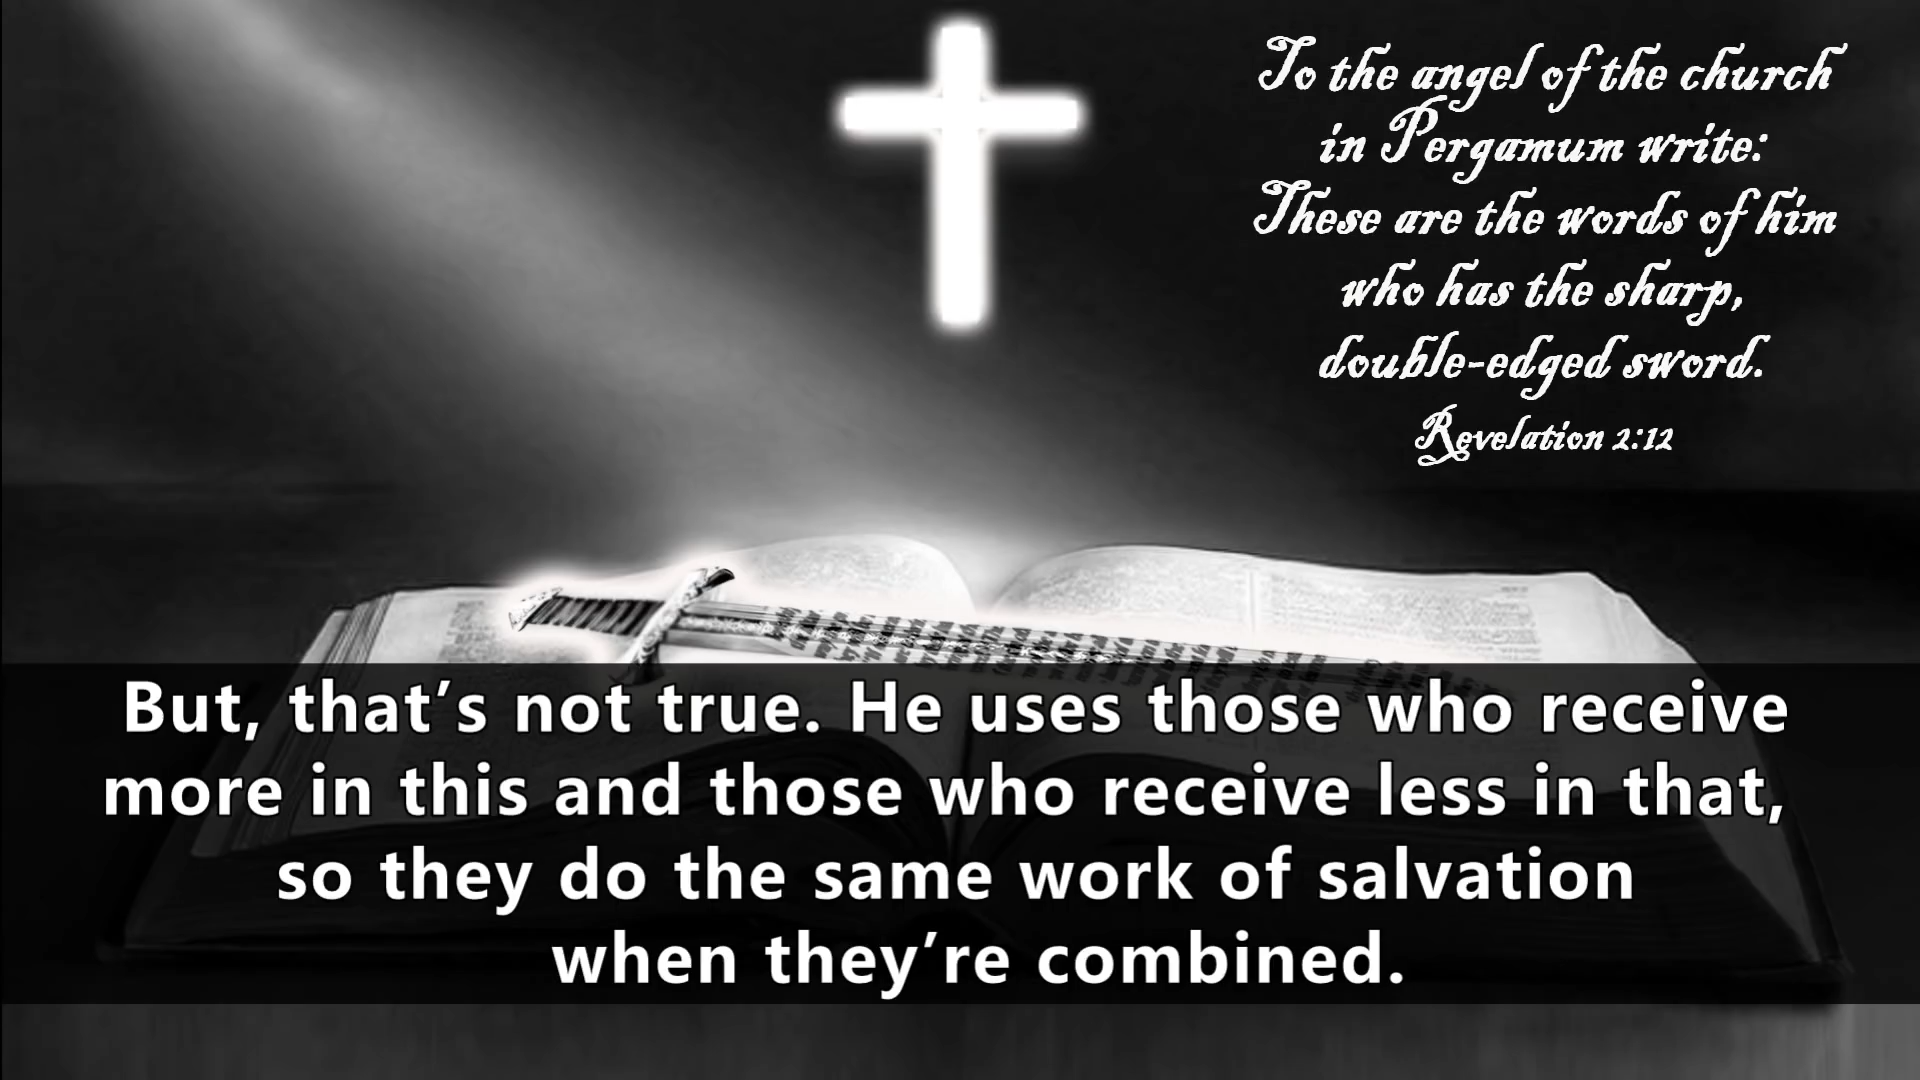 To the angel of the church
in Pergamum write:
These are the words of him
who has the sharp,
double-edged sword.
Revelation 2:12
But, that’s not true. He uses those who receive
more in this and those who receive less in that,
so they do the same work of salvation
when they’re combined.